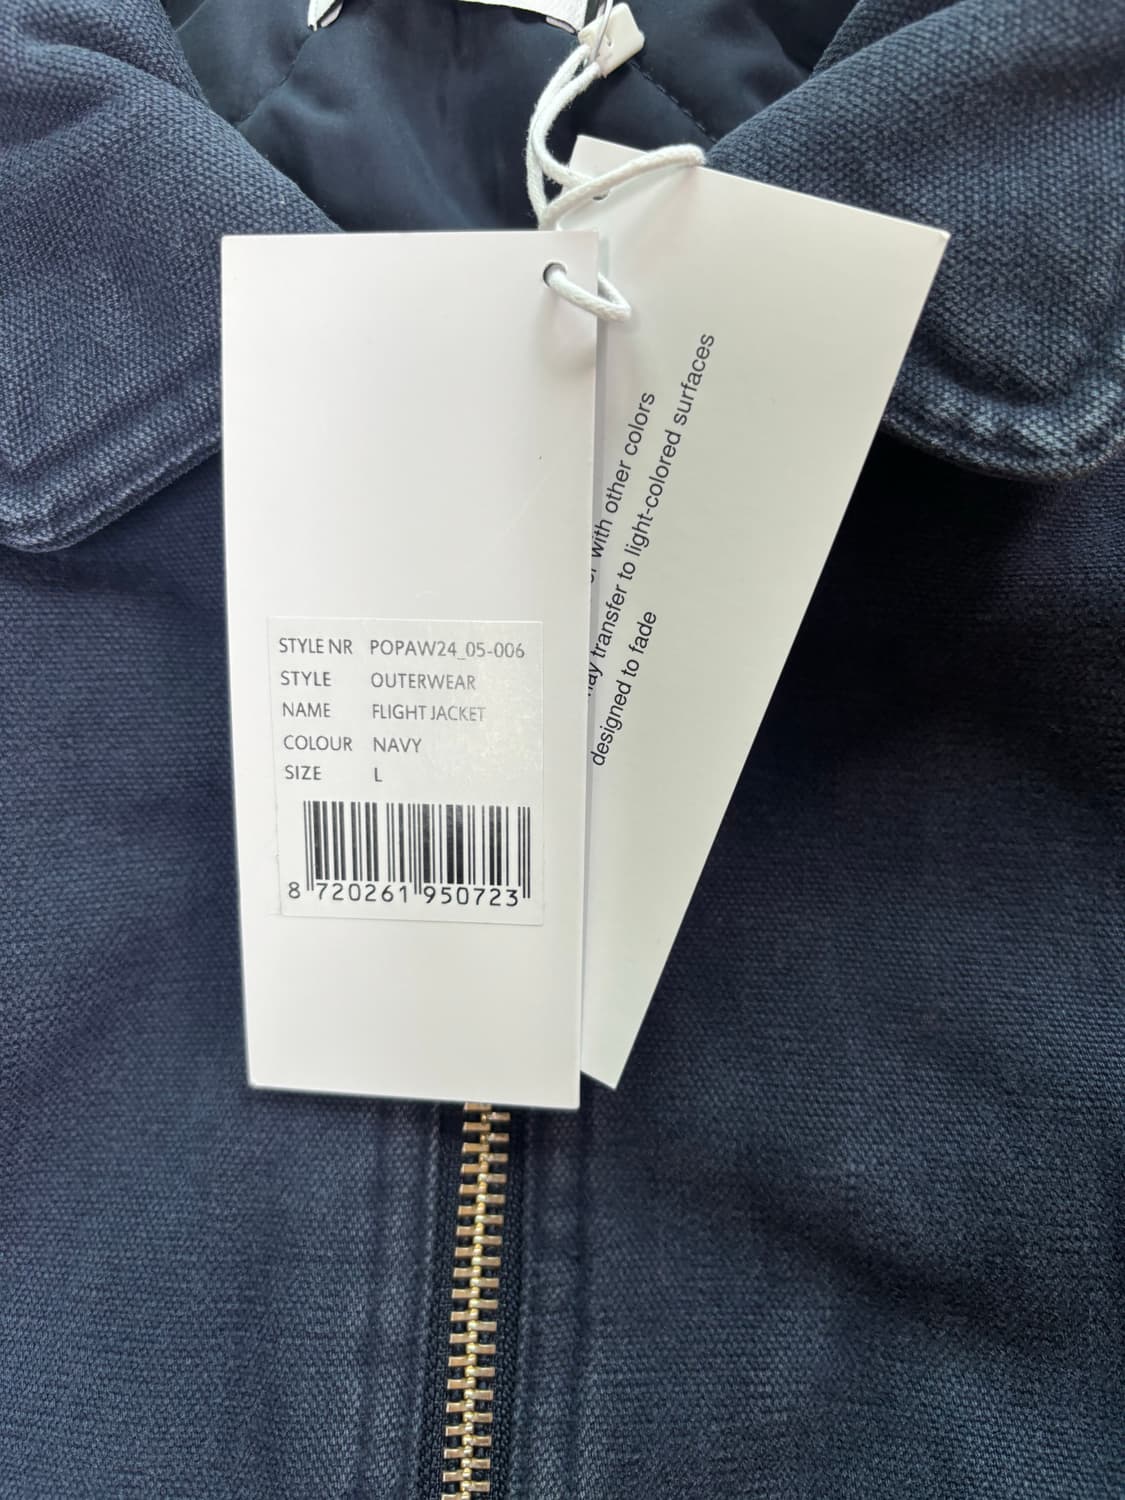 STYLE NR POPAW24_05-006
STYLE OUTERWEAR
NAME FLIGHT JACKET
COLOUR NAVY
SIZE L
8 720261 950723
with other colors
transfer to light-colored surfaces
designed to fade